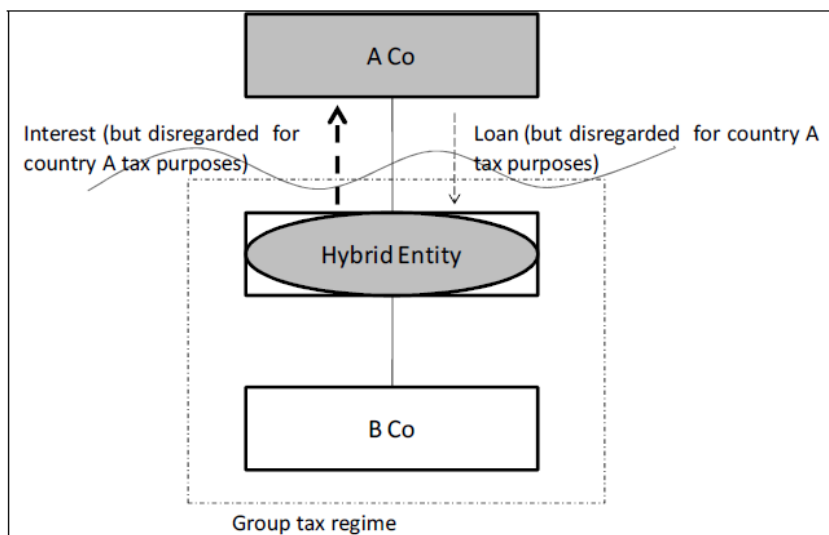 A Co
Interest (but disregarded for
country A tax purposes)
Loan (but disregarded for country A
tax purposes)
Hybrid Entity
B Co
Group tax regime